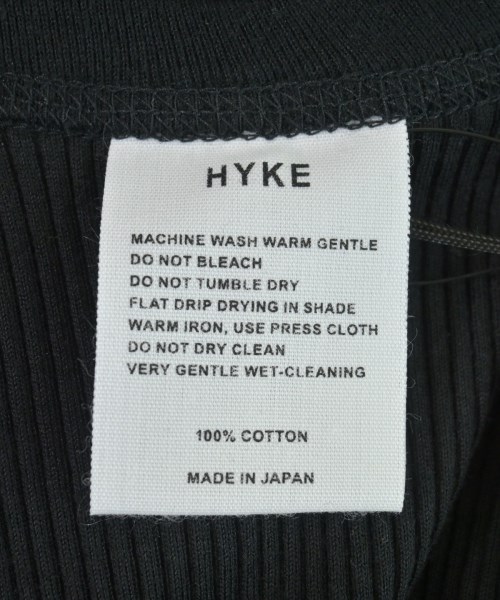 HYKE
MACHINE WASH WARM GENTLE
DO NOT BLEACH
DO NOT TUMBLE DRY
FLAT DRIP DRYING IN SHADE
WARM IRON, USE PRESS CLOTH
DO NOT DRY CLEAN
VERY GENTLE WET-CLEANING
100% COTTON
MADE IN JAPAN